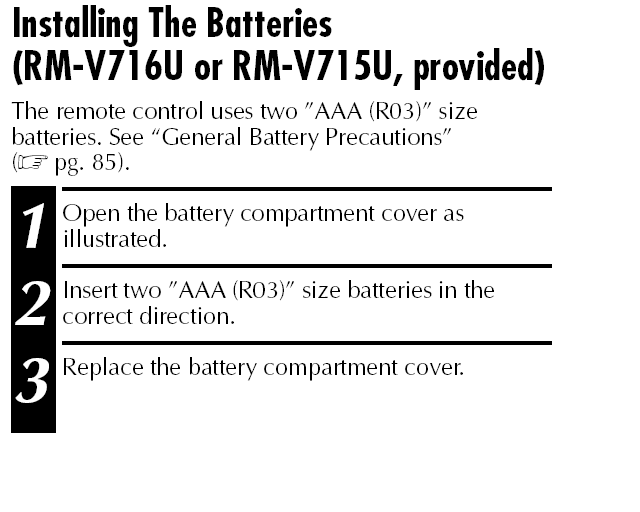 Installing The Batteries
(RM-V716U or RM-V715U, provided)
The remote control uses two ”AAA (R03)” size
batteries. See “General Battery Precautions”
(☞ pg. 85).
1 Open the battery compartment cover as
illustrated.
2 Insert two ”AAA (R03)” size batteries in the
correct direction.
3 Replace the battery compartment cover.